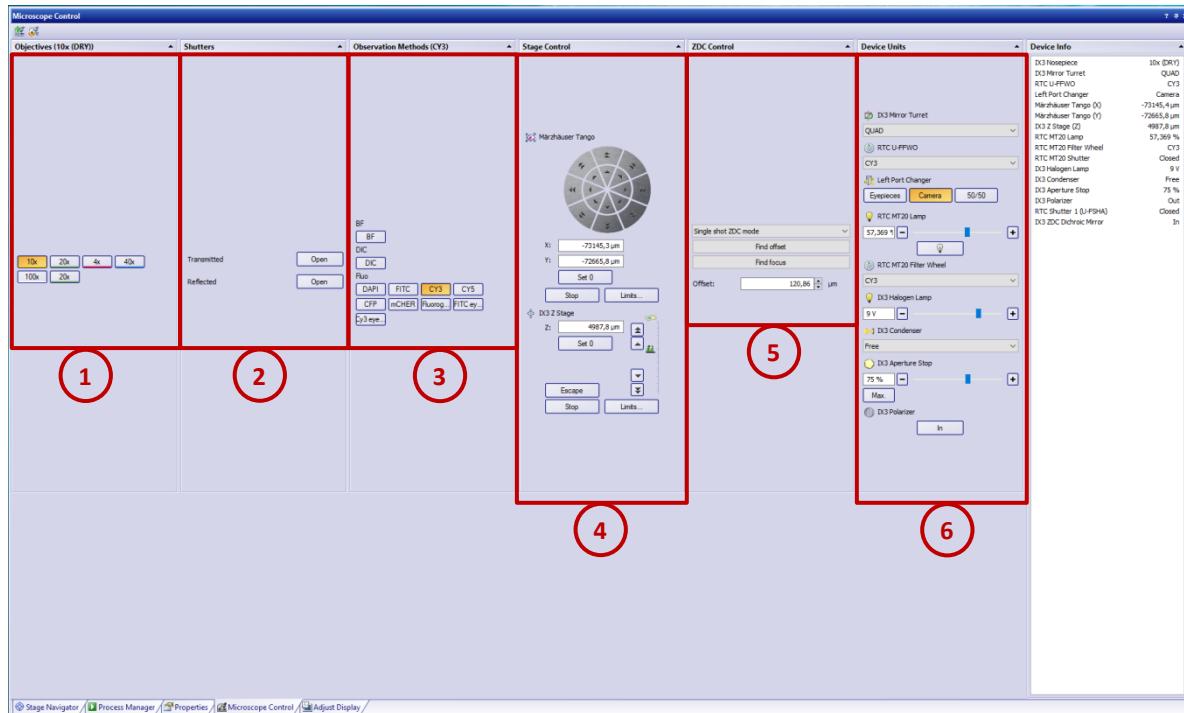 Microscope Control
Objectives (10x (DRY))
10x 20x 4x 40x
100x 20x
1
Shutters
Transmitted Open
Reflected Open
2
Observation Methods (CY3)
BF
BF
DIC
DIC
Fluo
DAPI FITC CY3 CY5
CFP mCHER Fluorog... FITC ey...
Cy3 eye...
3
Stage Control
Märzhäuser Tango
X: -73145,3 µm
Y: -72665,8 µm
Set 0
Stop Limits...
IX3 Z Stage
Z: 4987,8 µm
Set 0
Escape
Stop Limits...
4
ZDC Control
Single shot ZDC mode
Find offset
Find focus
Offset: 120,86 µm
5
Device Units
IX3 Mirror Turret
QUAD
RTC U-FFWO
CY3
Left Port Changer
Eyepieces Camera 50/50
RTC MT20 Lamp
57,369
RTC MT20 Filter Wheel
CY3
IX3 Halogen Lamp
9 V
IX3 Condenser
Free
IX3 Aperture Stop
75 %
Max.
IX3 Polarizer
In
6
Device Info
IX3 Nosepiece 10x (DRY)
IX3 Mirror Turret QUAD
RTC U-FFWO CY3
Left Port Changer Camera
Märzhäuser Tango (X) -73145,4 µm
Märzhäuser Tango (Y) -72665,8 µm
IX3 Z Stage (Z) 4987,8 µm
RTC MT20 Lamp 57,369 %
RTC MT20 Filter Wheel CY3
RTC MT20 Shutter Closed
IX3 Halogen Lamp 9 V
IX3 Condenser Free
IX3 Aperture Stop 75 %
IX3 Polarizer Out
RTC Shutter 1 (U-FSHA) Closed
IX3 ZDC Dichroic Mirror In
Stage Navigator Process Manager Properties Microscope Control Adjust Display